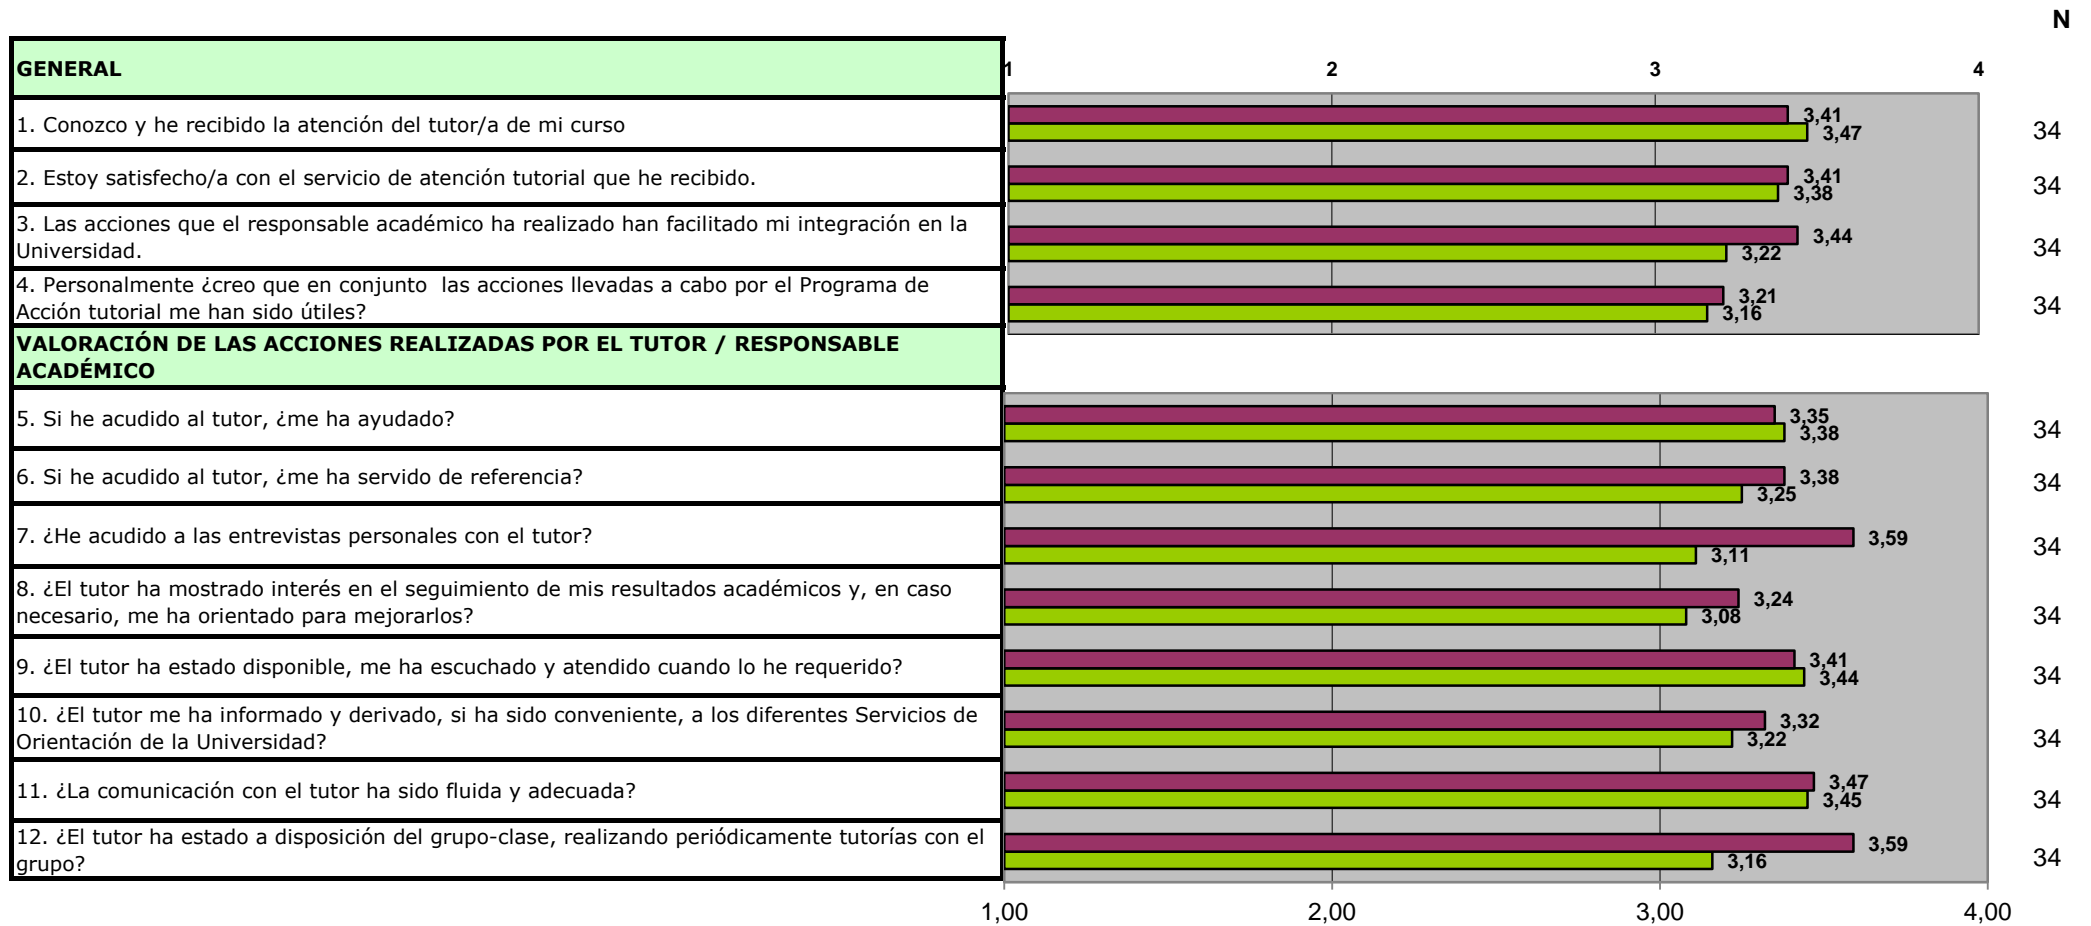 N
GENERAL
1 2 3 4
1. Conozco y he recibido la atención del tutor/a de mi curso
3,41
3,47
34
2. Estoy satisfecho/a con el servicio de atención tutorial que he recibido.
3,41
3,38
34
3. Las acciones que el responsable académico ha realizado han facilitado mi integración en la
Universidad.
3,44
3,22
34
4. Personalmente ¿creo que en conjunto  las acciones llevadas a cabo por el Programa de
Acción tutorial me han sido útiles?
3,21
3,16
34
VALORACIÓN DE LAS ACCIONES REALIZADAS POR EL TUTOR / RESPONSABLE
ACADÉMICO
5. Si he acudido al tutor, ¿me ha ayudado?
3,35
3,38
34
6. Si he acudido al tutor, ¿me ha servido de referencia?
3,38
3,25
34
7. ¿He acudido a las entrevistas personales con el tutor?
3,59
3,11
34
8. ¿El tutor ha mostrado interés en el seguimiento de mis resultados académicos y, en caso
necesario, me ha orientado para mejorarlos?
3,24
3,08
34
9. ¿El tutor ha estado disponible, me ha escuchado y atendido cuando lo he requerido?
3,41
3,44
34
10. ¿El tutor me ha informado y derivado, si ha sido conveniente, a los diferentes Servicios de
Orientación de la Universidad?
3,32
3,22
34
11. ¿La comunicación con el tutor ha sido fluida y adecuada?
3,47
3,45
34
12. ¿El tutor ha estado a disposición del grupo-clase, realizando periódicamente tutorías con el
grupo?
3,59
3,16
34
1,00 2,00 3,00 4,00